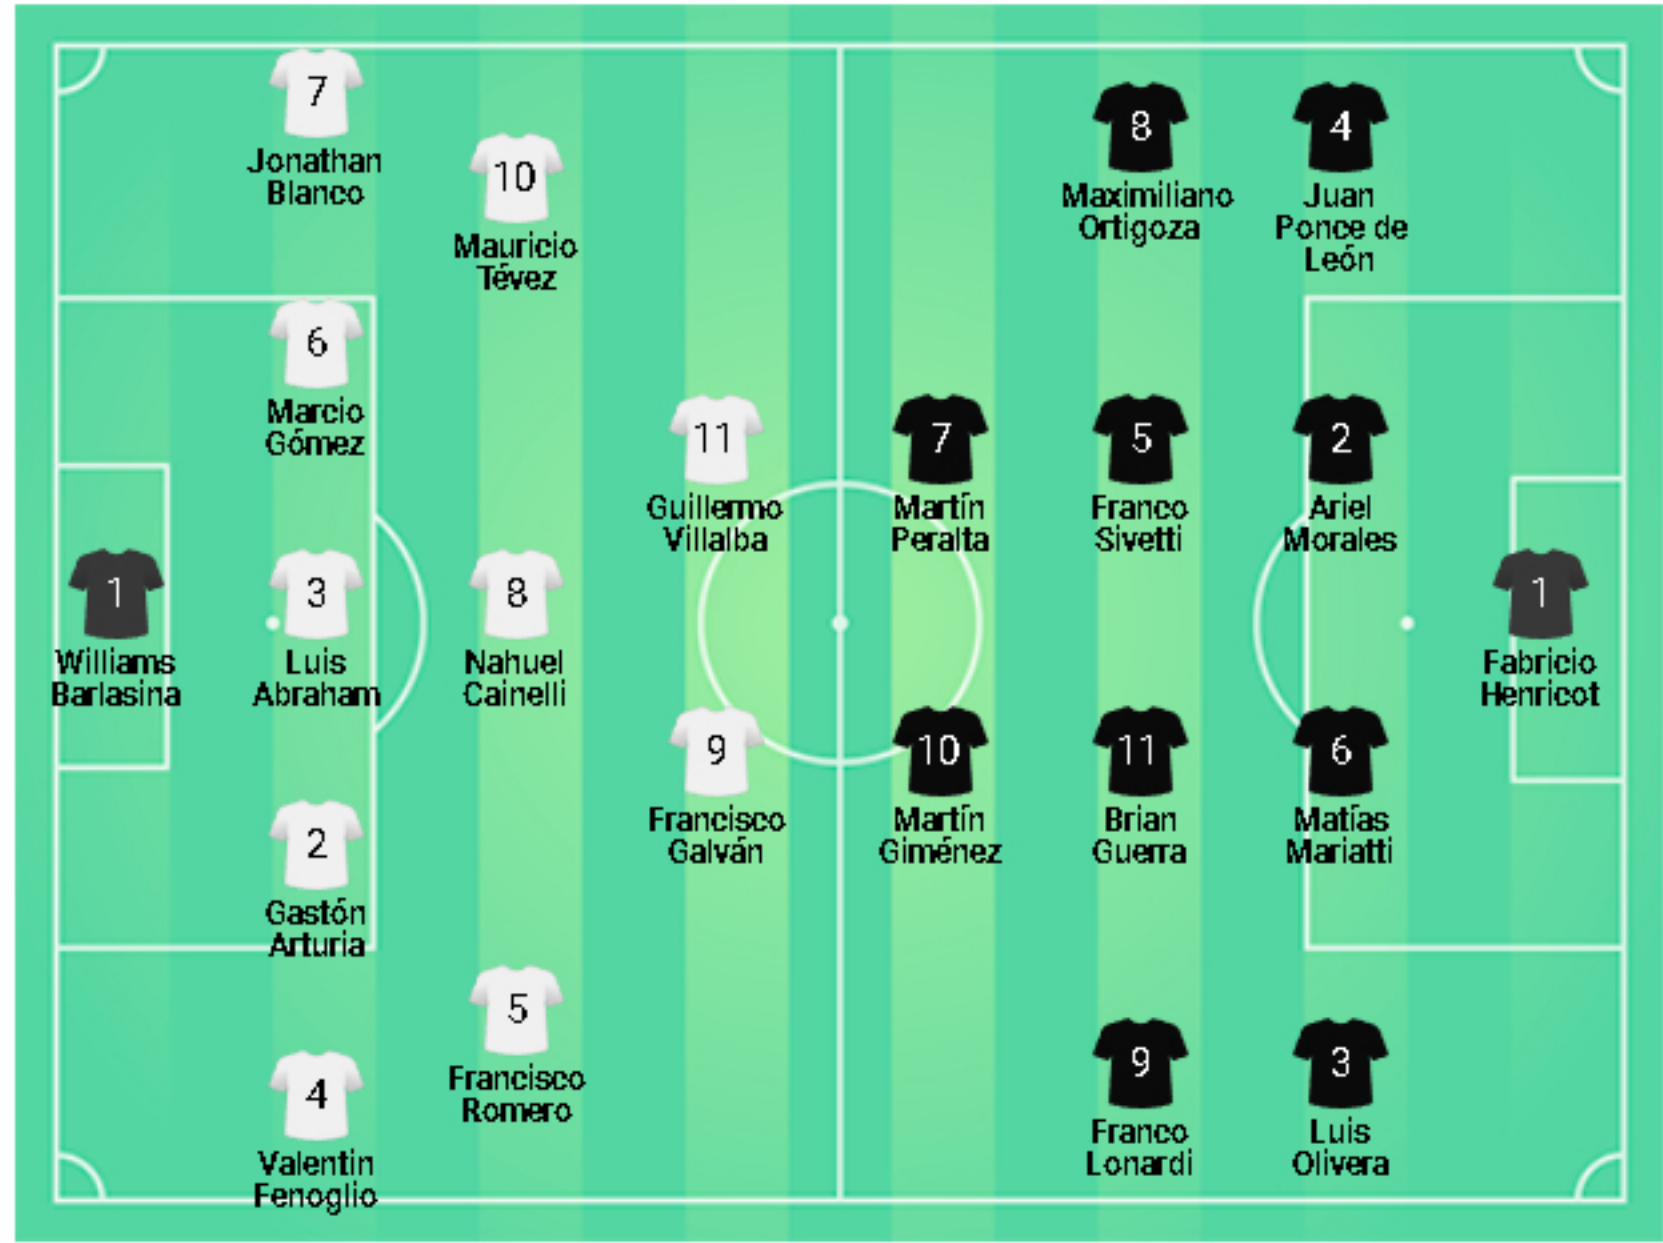 7
Jonathan
Blanco
10
Mauricio
Tévez
6
Marcio
Gómez
11
Guillermo
Villalba
1
Williams
Barlasina
3
Luis
Abraham
8
Nahuel
Cainelli
9
Francisco
Galván
2
Gastón
Arturia
5
Francisco
Romero
4
Valentin
Fenoglio
8
Maximiliano
Ortigoza
4
Juan
Ponce de
León
7
Martín
Peralta
5
Franco
Sivetti
2
Ariel
Morales
1
Fabricio
Henricot
10
Martín
Giménez
11
Brian
Guerra
6
Matías
Mariatti
9
Franco
Lonardi
3
Luis
Olivera